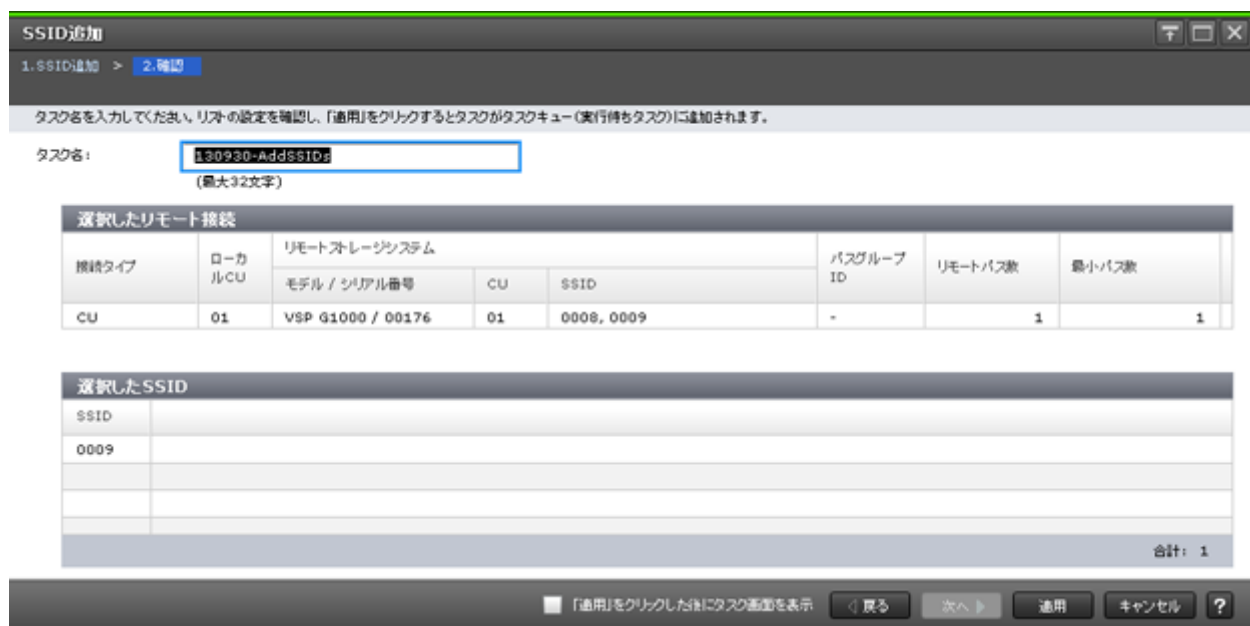 SSID追加
1.SSID追加 > 2.確認
タスク名を入力してください。リストの設定を確認し、「適用」をクリックするとタスクがタスクキュー(実行待ちタスク)に追加されます。
タスク名: 130930-AddSSIDs
(最大32文字)
選択したリモート接続
接続タイプ ローカルCU リモートストレージシステム パスグループID リモートパス数 最小パス数
モデル / シリアル番号 CU SSID
CU 01 VSP G1000 / 00176 01 0008, 0009 - 1 1
選択したSSID
SSID
0009
合計: 1
「適用」をクリックした後にタスク画面を表示 戻る 次へ 適用 キャンセル ?